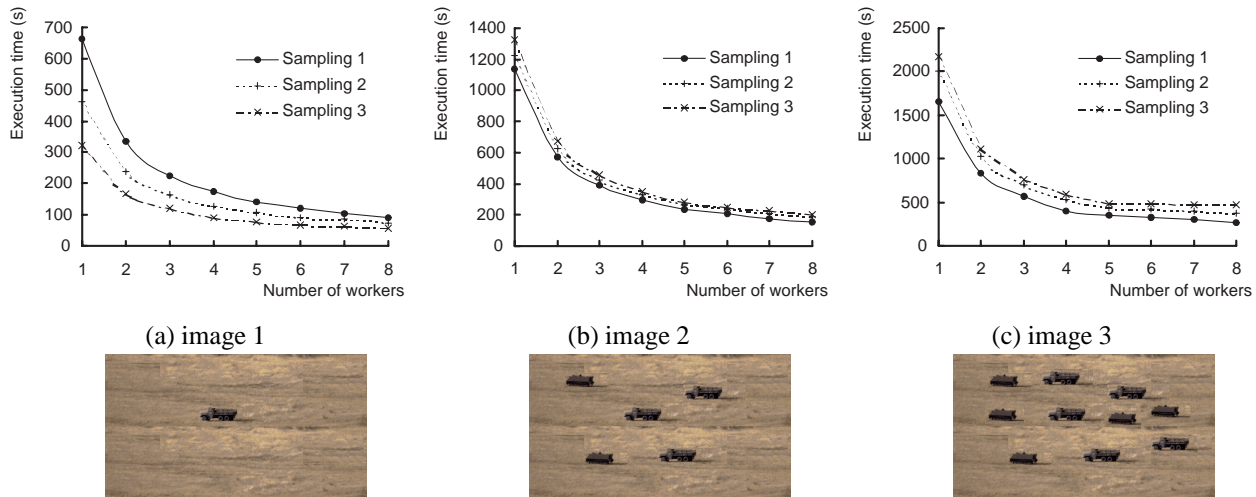 Execution time (s)
700
600
500
400
300
200
100
0
1 2 3 4 5 6 7 8
Number of workers
Sampling 1
Sampling 2
Sampling 3
(a) image 1
Execution time (s)
1400
1200
1000
800
600
400
200
0
1 2 3 4 5 6 7 8
Number of workers
Sampling 1
Sampling 2
Sampling 3
(b) image 2
Execution time (s)
2500
2000
1500
1000
500
0
1 2 3 4 5 6 7 8
Number of workers
Sampling 1
Sampling 2
Sampling 3
(c) image 3